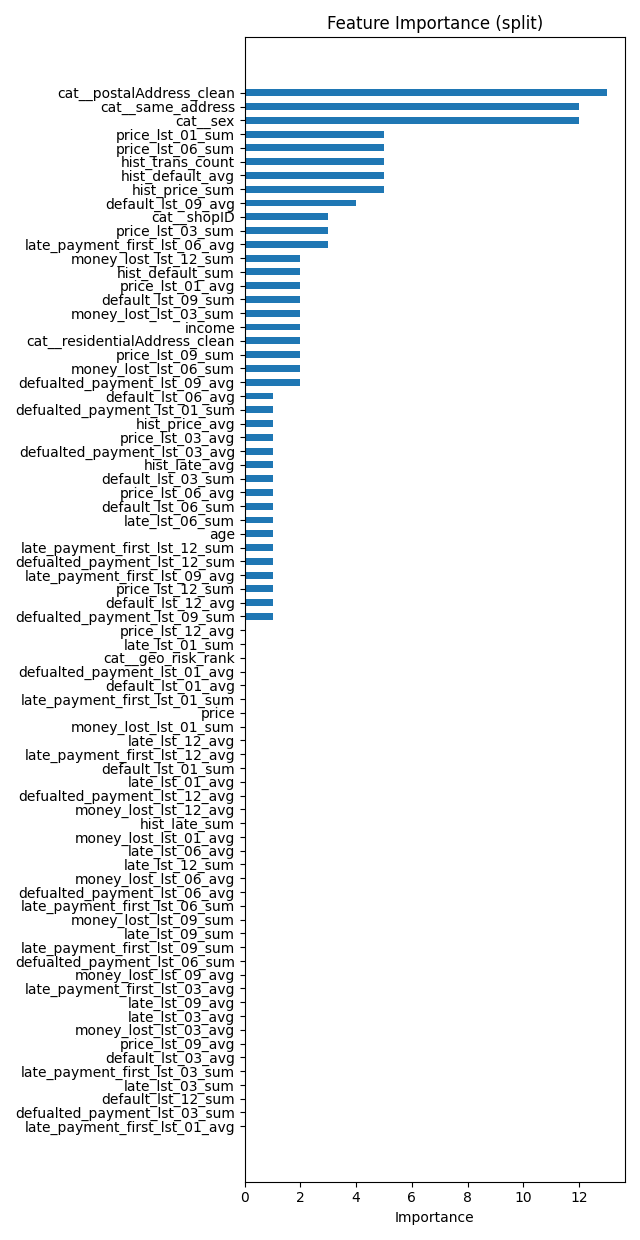 Feature Importance (split)
cat__postalAddress_clean
cat__same_address
cat__sex
price_lst_01_sum
price_lst_06_sum
hist_trans_count
hist_default_avg
hist_price_sum
default_lst_09_avg
cat__shopID
price_lst_03_sum
late_payment_first_lst_06_avg
money_lost_lst_12_sum
hist_default_sum
price_lst_01_avg
default_lst_09_sum
money_lost_lst_03_sum
income
cat__residentialAddress_clean
price_lst_09_sum
money_lost_lst_06_sum
defualted_payment_lst_09_avg
default_lst_06_avg
defualted_payment_lst_01_sum
hist_price_avg
price_lst_03_avg
defualted_payment_lst_03_avg
hist_late_avg
default_lst_03_sum
price_lst_06_avg
default_lst_06_sum
late_lst_06_sum
age
late_payment_first_lst_12_sum
defualted_payment_lst_12_sum
late_payment_first_lst_09_avg
price_lst_12_sum
default_lst_12_avg
defualted_payment_lst_09_sum
price_lst_12_avg
late_lst_01_sum
cat__geo_risk_rank
defualted_payment_lst_01_avg
default_lst_01_avg
late_payment_first_lst_01_sum
price
money_lost_lst_01_sum
late_lst_12_avg
late_payment_first_lst_12_avg
default_lst_01_sum
late_lst_01_avg
defualted_payment_lst_12_avg
money_lost_lst_12_avg
hist_late_sum
money_lost_lst_01_avg
late_lst_06_avg
late_lst_12_sum
money_lost_lst_06_avg
defualted_payment_lst_06_avg
late_payment_first_lst_06_sum
money_lost_lst_09_sum
late_lst_09_sum
late_payment_first_lst_09_sum
defualted_payment_lst_06_sum
money_lost_lst_09_avg
late_payment_first_lst_03_avg
late_lst_09_avg
late_lst_03_avg
money_lost_lst_03_avg
price_lst_09_avg
default_lst_03_avg
late_payment_first_lst_03_sum
late_lst_03_sum
default_lst_12_sum
defualted_payment_lst_03_sum
late_payment_first_lst_01_avg
0 2 4 6 8 10 12
Importance